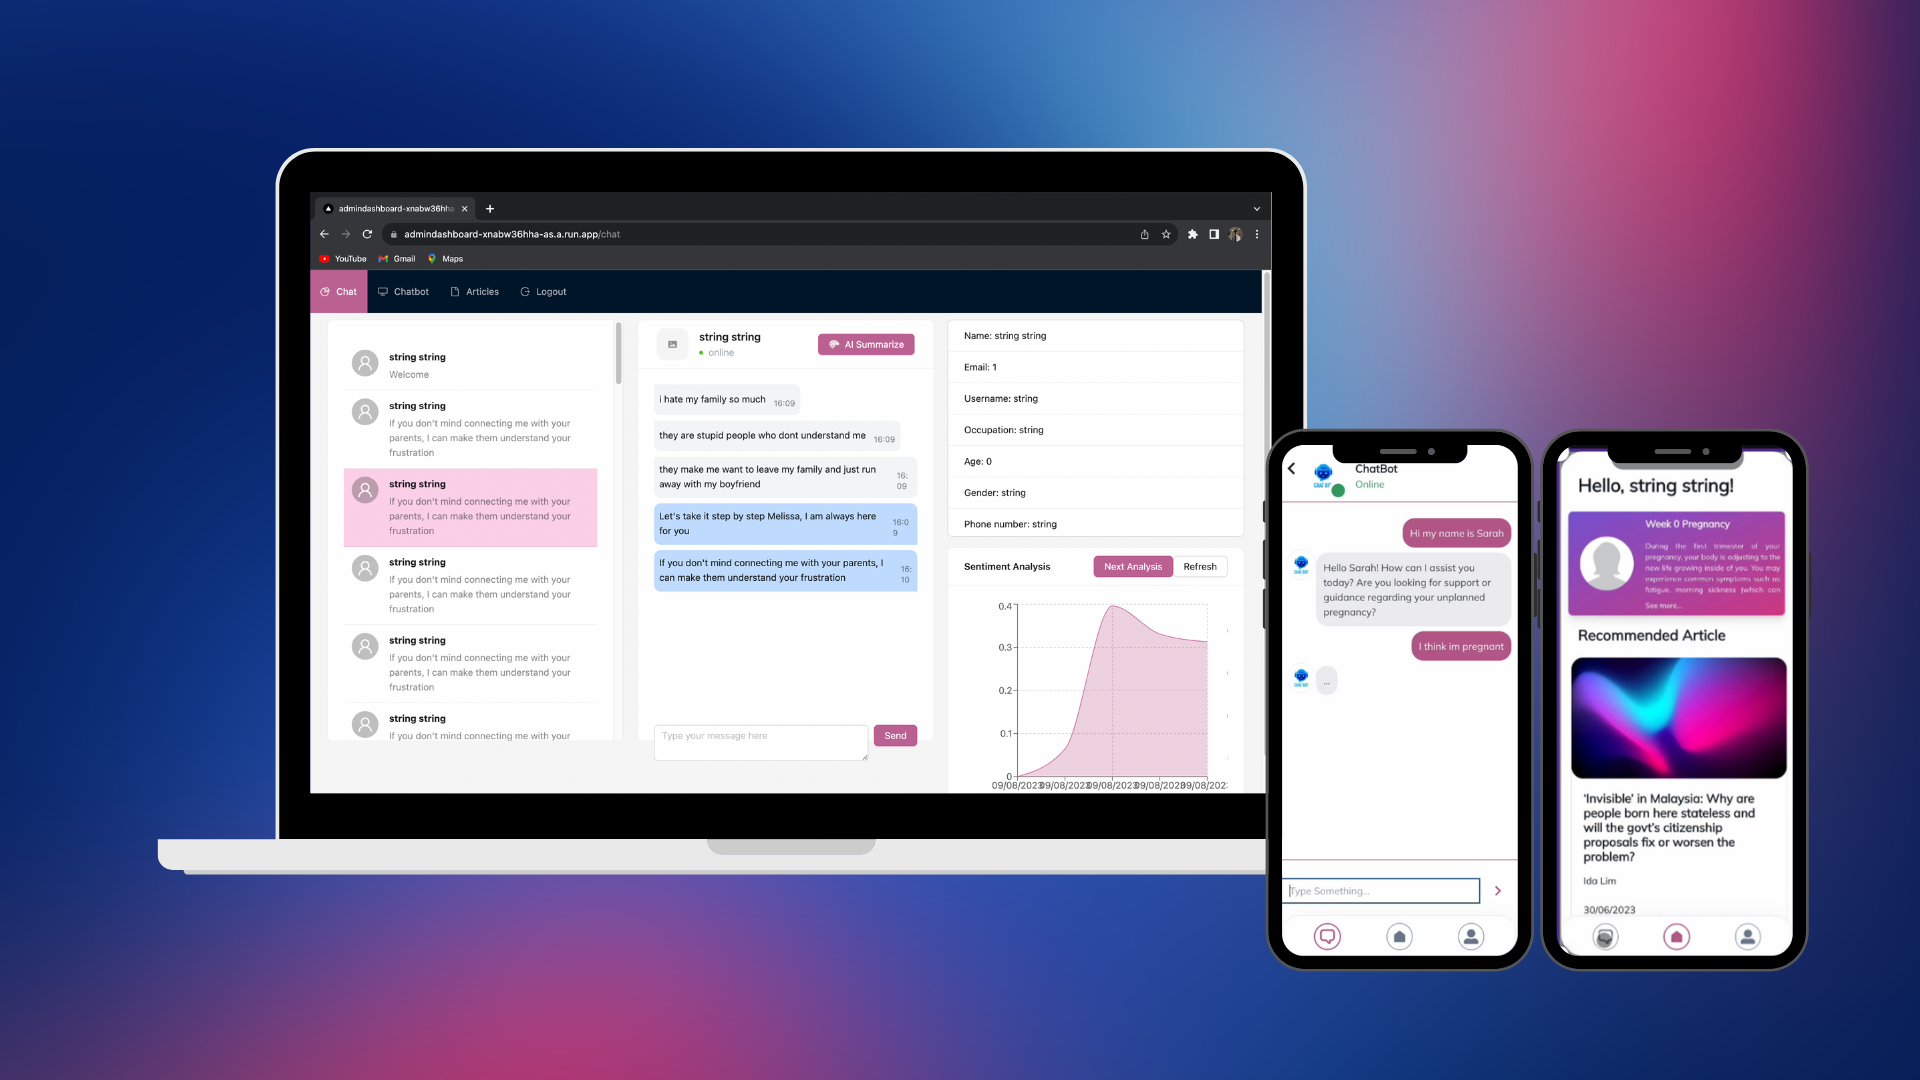 admindashboard-xnabw36hha
admindashboard-xnabw36hha-as.a.run.app/chat
YouTube
Gmail
Maps
Chat
Chatbot
Articles
Logout
string string
Welcome
string string
If you don't mind connecting me with your
parents, I can make them understand your
frustration
string string
If you don't mind connecting me with your
parents, I can make them understand your
frustration
string string
If you don't mind connecting me with your
parents, I can make them understand your
frustration
string string
If you don't mind connecting me with your
parents, I can make them understand your
frustration
string string
If you don't mind connecting me with your
string string
online
AI Summarize
i hate my family so much 16:09
they are stupid people who dont understand me 16:09
they make me want to leave my family and just run
away with my boyfriend
16:
09
Let's take it step by step Melissa, I am always here
for you
16:0
9
If you don't mind connecting me with your parents, I
can make them understand your frustration
16:
10
Type your message here
Send
Name: string string
Email: 1
Username: string
Occupation: string
Age: 0
Gender: string
Phone number: string
Sentiment Analysis
Next Analysis
Refresh
0.4
0.3
0.2
0.1
0
09/08/2023
09/08/2023
09/08/2023
09/08/2023
09/08/202
ChatBot
Online
CHAT BOT
Hi my name is Sarah
Hello Sarah! How can I assist you
today? Are you looking for support or
guidance regarding your unplanned
pregnancy?
I think im pregnant
...
Type Something...
Hello, string string!
Week 0 Pregnancy
During the first trimester of your
pregnancy, your body is adjusting to the
new life growing inside of you. You may
experience common symptoms such as
fatigue, morning sickness (which can
See more...
Recommended Article
'Invisible' in Malaysia: Why are
people born here stateless and
will the govt's citizenship
proposals fix or worsen the
problem?
Ida Lim
30/06/2023